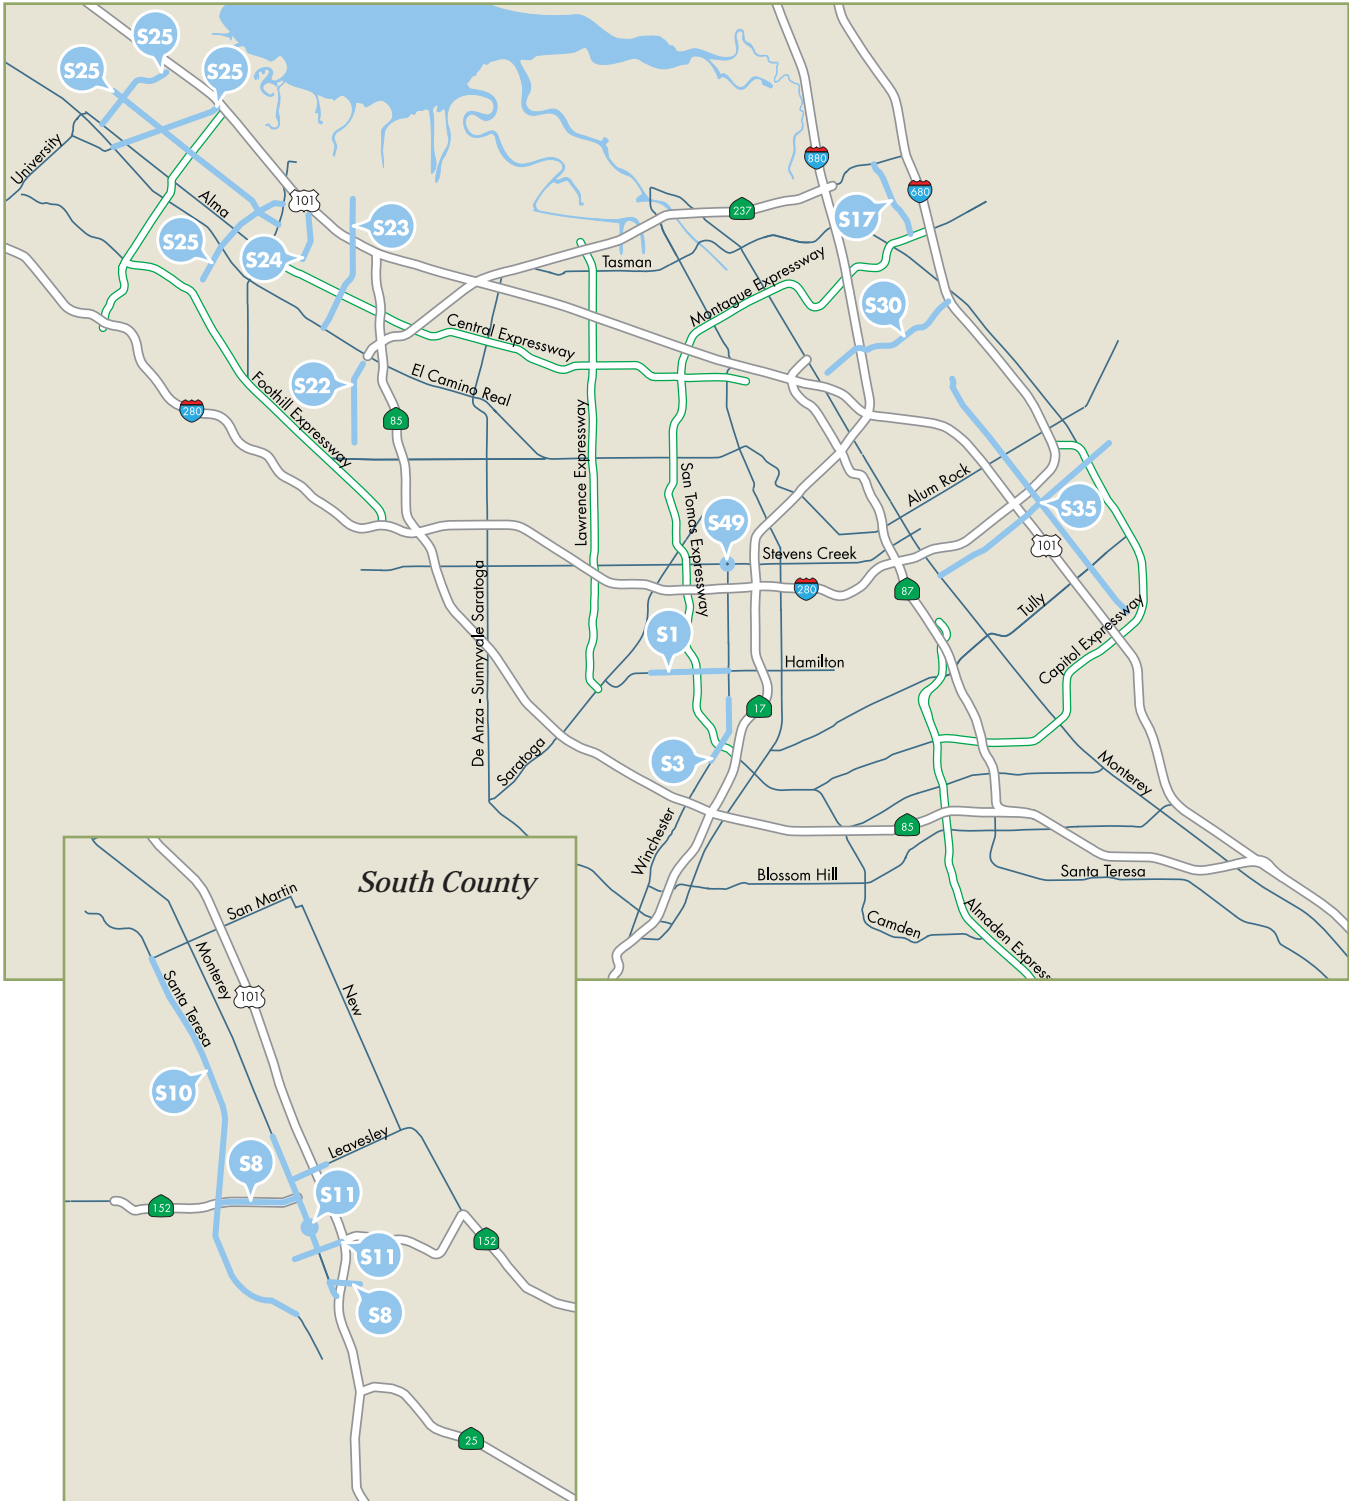 S25
S25
S25
University
Alma
101
S23
S25
S24
880
680
237
S17
Tasman
Montague Expressway
S30
Central Expressway
El Camino Real
S22
280
85
Foothill Expressway
Lawrence Expressway
San Tomas Expressway
Alum Rock
S35
101
S49
Stevens Creek
280
87
Tully
De Anza - Sunnyvale Saratoga
S1
Hamilton
Capitol Expressway
17
Saratoga
S3
Monterey
Winchester
85
Blossom Hill
Santa Teresa
Camden
Almaden Express
South County
San Martin
Monterey
Santa Teresa
101
New
S10
Leavesley
S8
S11
152
152
S11
S8
25